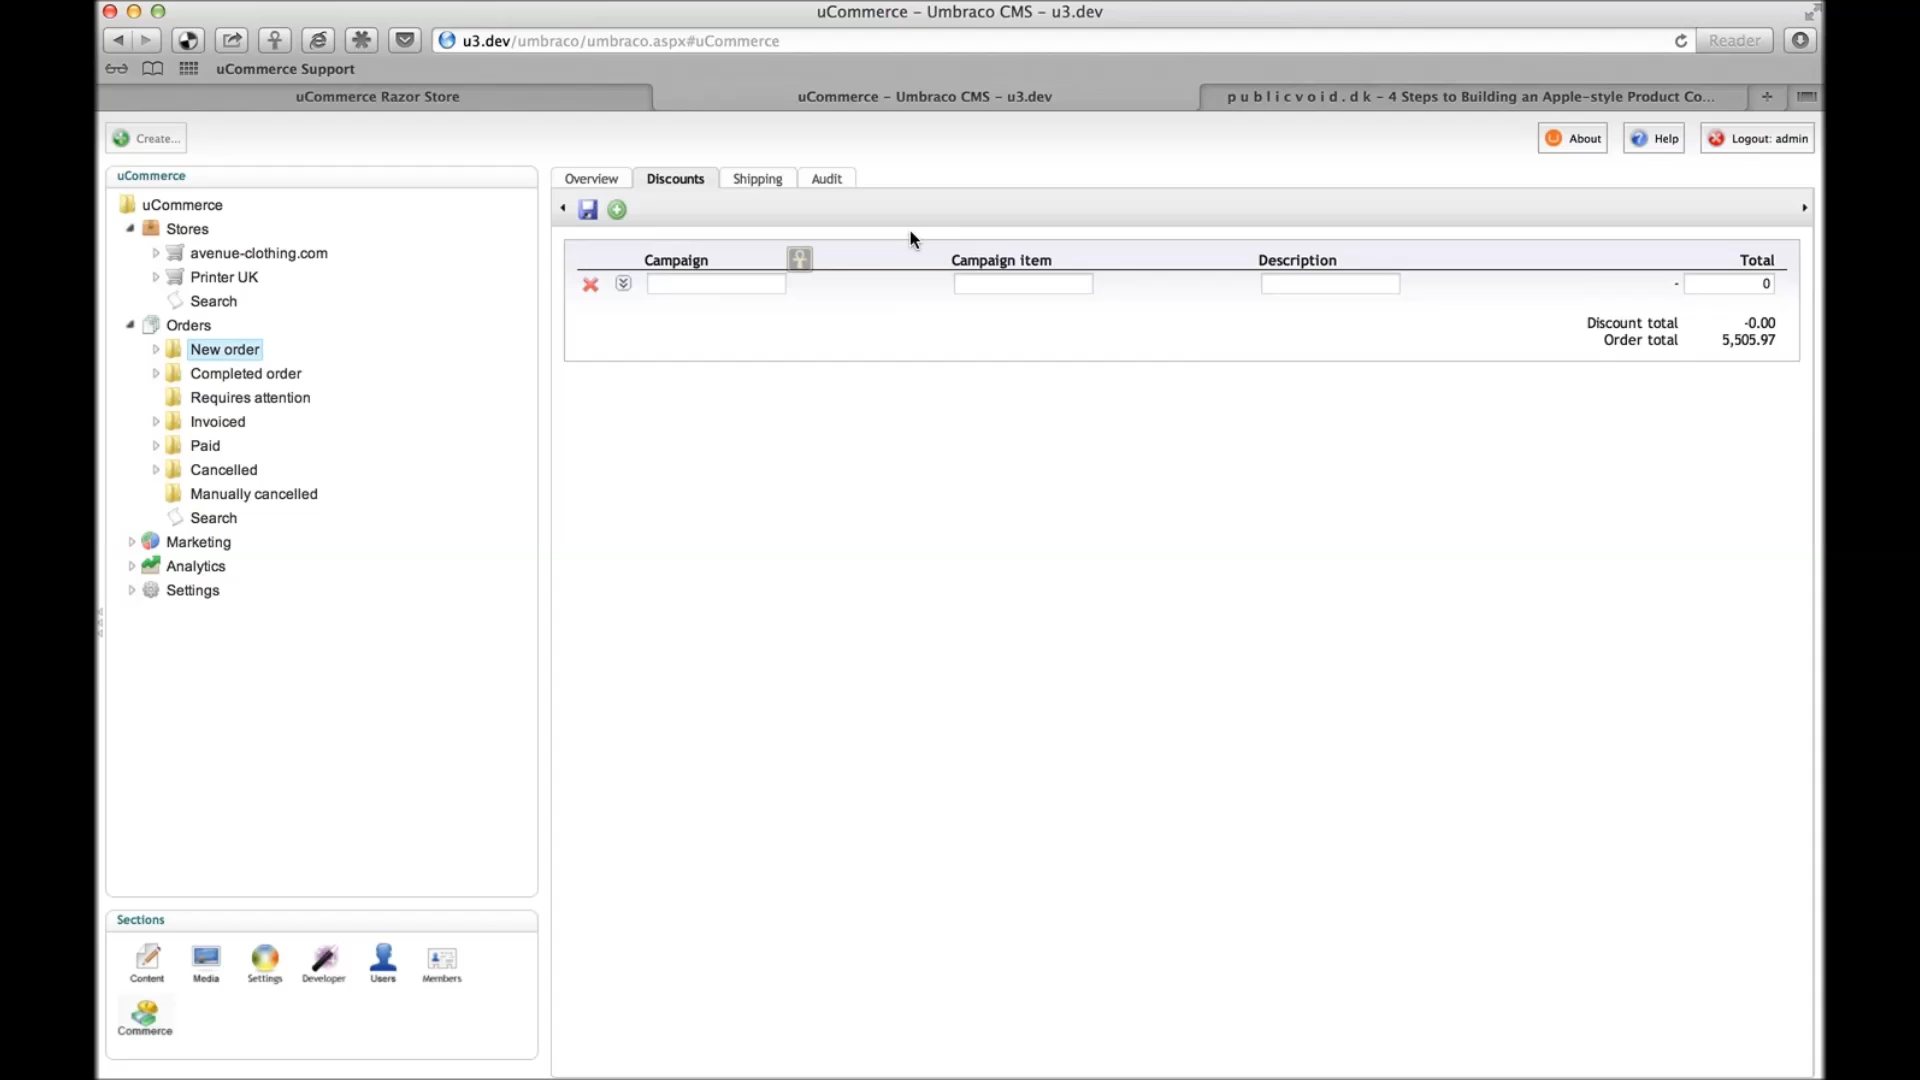 uCommerce – Umbraco CMS – u3.dev
u3.dev/umbraco/umbraco.aspx#uCommerce
Reader
uCommerce Support
uCommerce Razor Store
uCommerce – Umbraco CMS – u3.dev
p u b l i c v o i d . d k – 4 Steps to Building an Apple-style Product Co...
Create...
About
Help
Logout: admin
uCommerce
uCommerce
Stores
avenue-clothing.com
Printer UK
Search
Orders
New order
Completed order
Requires attention
Invoiced
Paid
Cancelled
Manually cancelled
Search
Marketing
Analytics
Settings
Overview
Discounts
Shipping
Audit
Campaign Campaign item Description Total
- 0
Discount total -0.00
Order total 5,505.97
Sections
Content
Media
Settings
Developer
Users
Members
Commerce